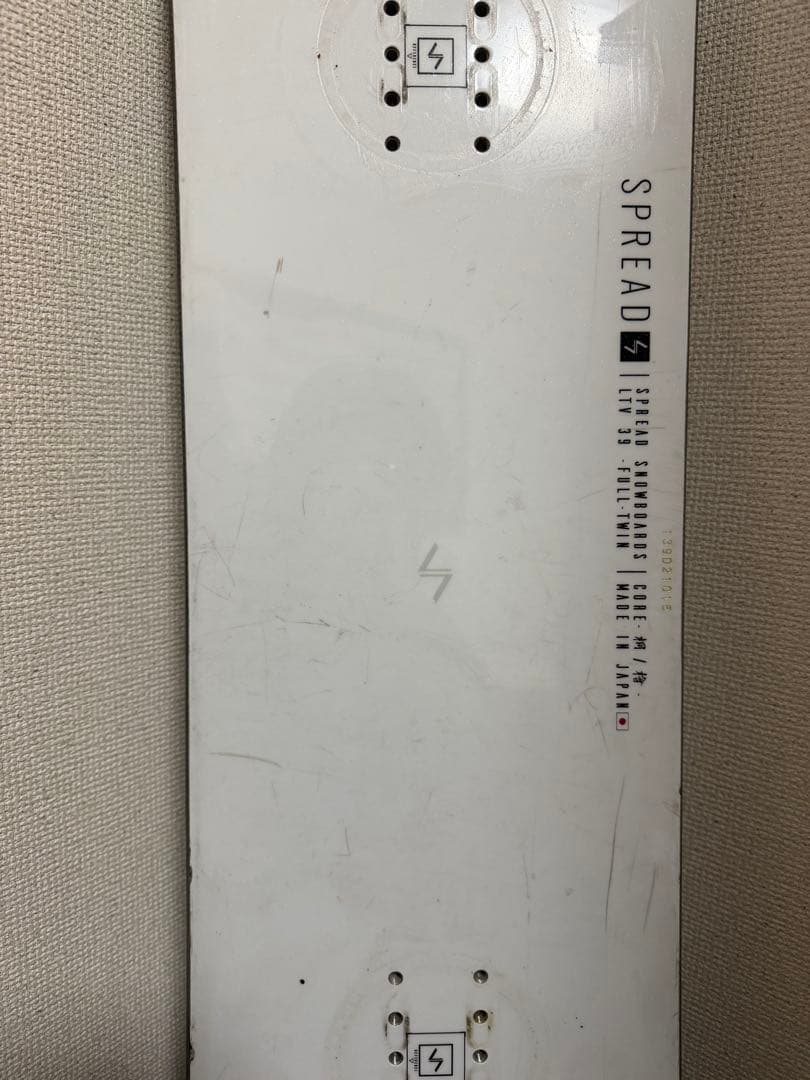 SPREAD
SPREAD SNOWBOARDS | CORE- 桐 / 檜 -
LTV 39 -FULL-TWIN | MADE IN JAPAN